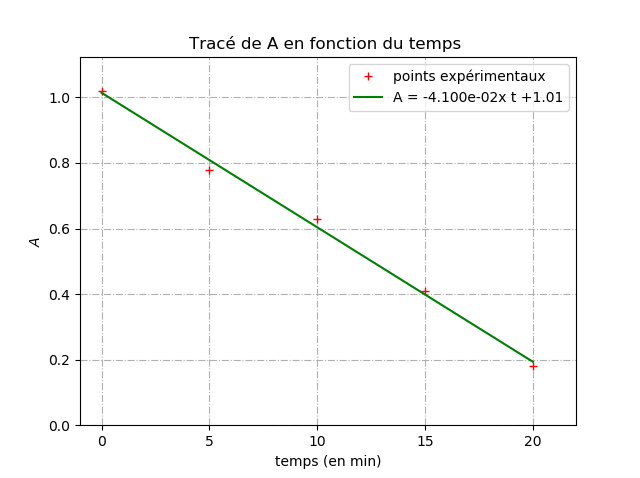 Tracé de A en fonction du temps
points expérimentaux
A = -4.100e-02x t +1.01
1.0
0.8
0.6
0.4
0.2
0.0
A
0 5 10 15 20
temps (en min)